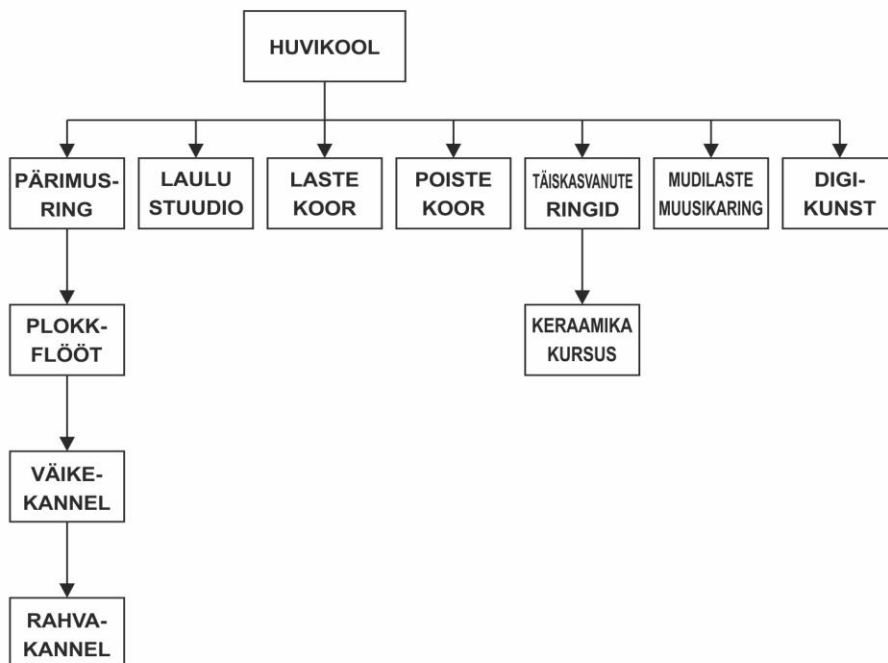 HUVIKOOL
PÄRIMUS-
RING
LAULU
STUUDIO
LASTE
KOOR
POISTE
KOOR
TÄISKASVANUTE
RINGID
MUDILASTE
MUUSIKARING
DIGI-
KUNST
PLOKK-
FLÖÖT
KERAAMIKA
KURSUS
VÄIKE-
KANNEL
RAHVA-
KANNEL